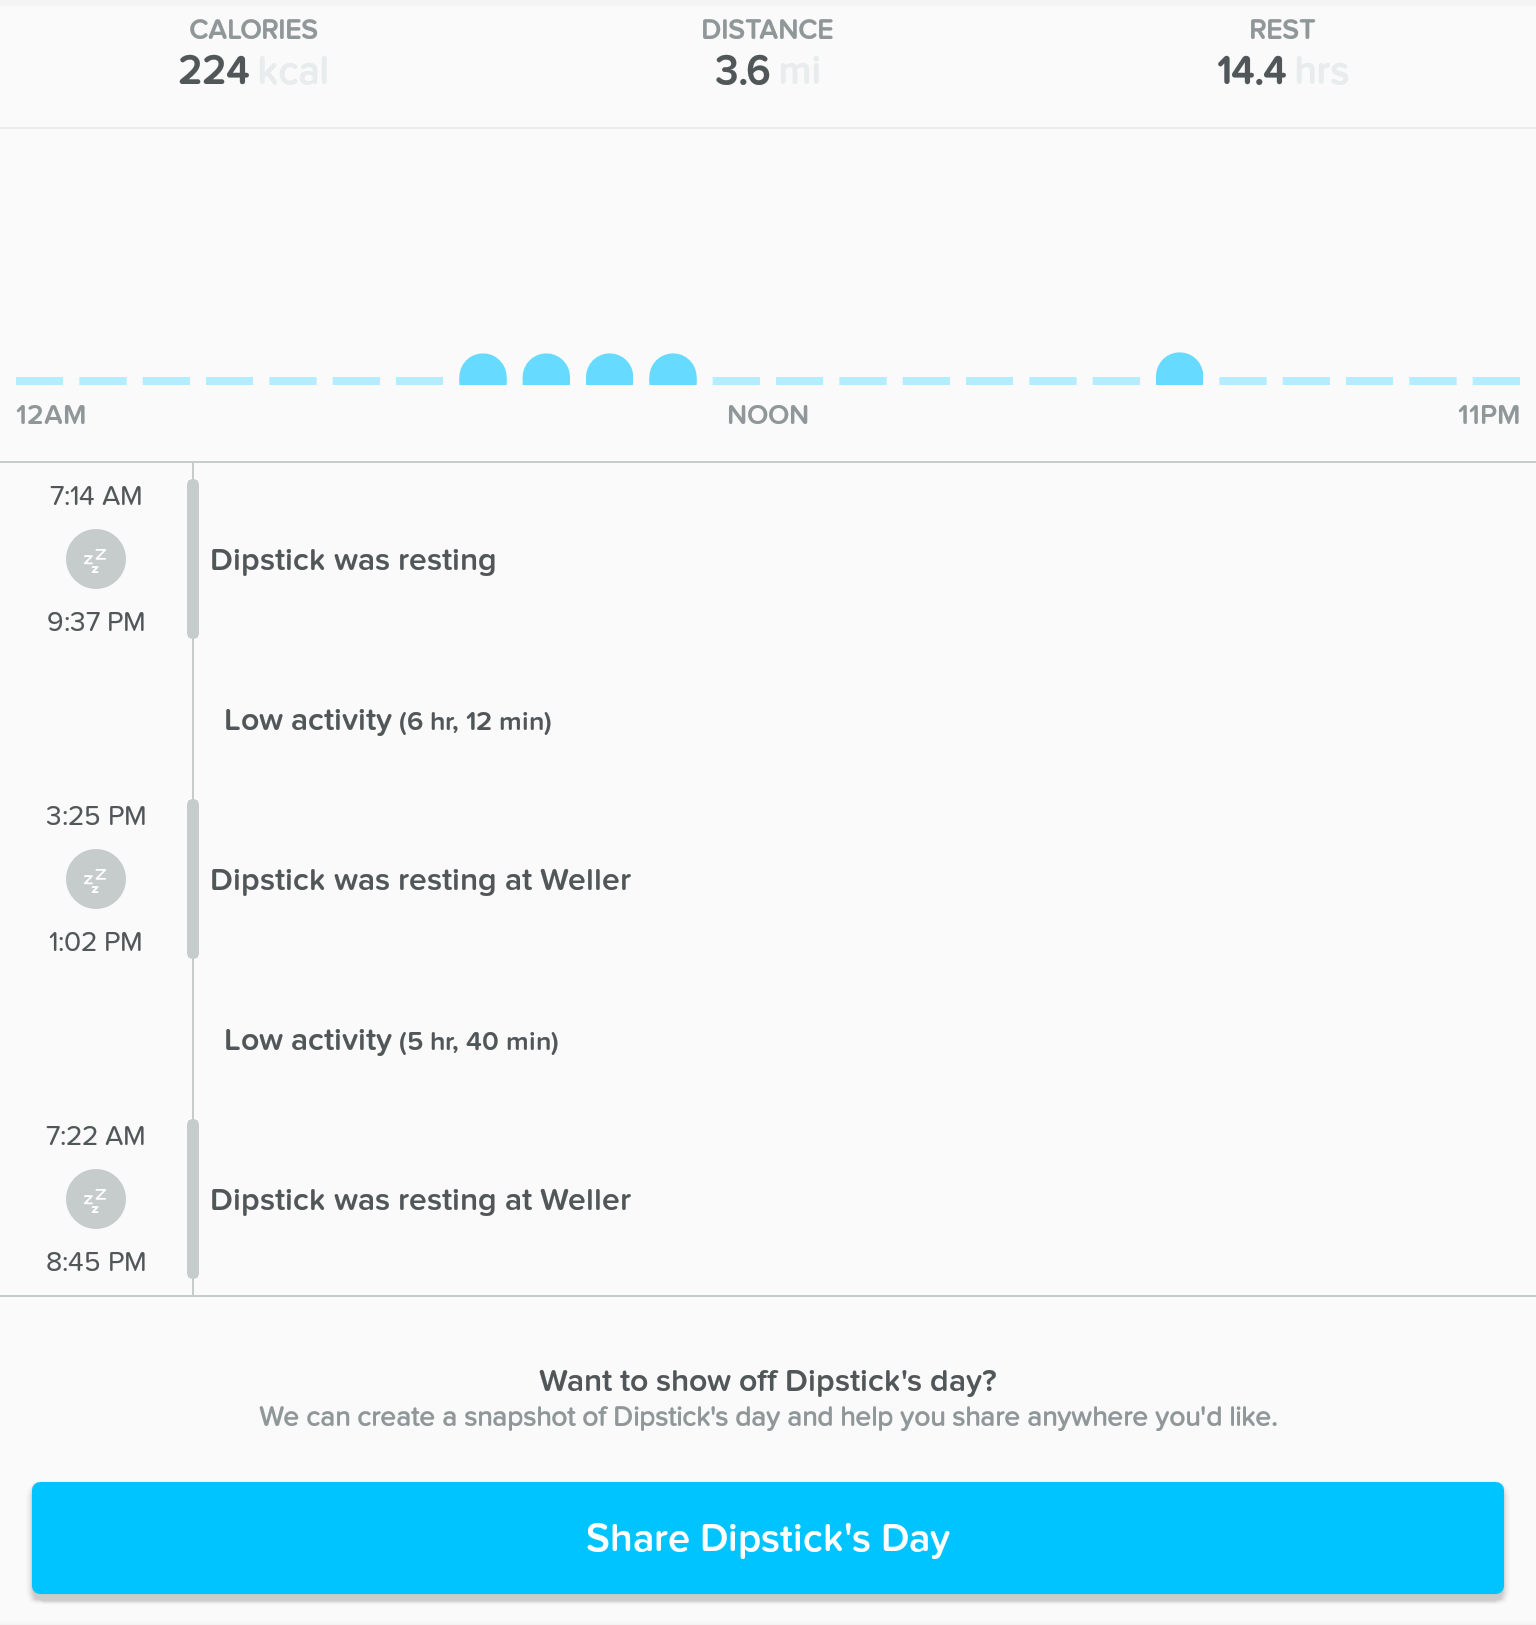 CALORIES
224 kcal
DISTANCE
3.6 mi
REST
14.4 hrs
12AM
NOON
11PM
7:14 AM
zZz
Dipstick was resting
9:37 PM
Low activity (6 hr, 12 min)
3:25 PM
zZz
Dipstick was resting at Weller
1:02 PM
Low activity (5 hr, 40 min)
7:22 AM
zZz
Dipstick was resting at Weller
8:45 PM
Want to show off Dipstick's day?
We can create a snapshot of Dipstick's day and help you share anywhere you'd like.
Share Dipstick's Day